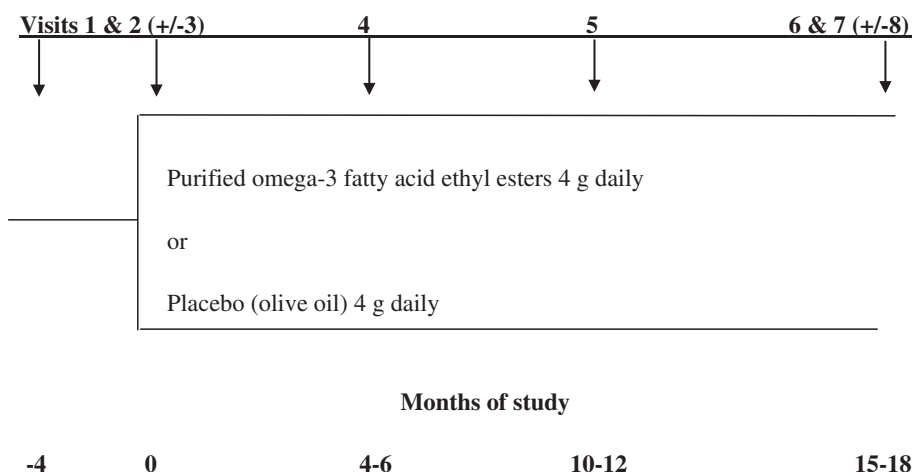 Visits 1 & 2 (+/-3) 4 5 6 & 7 (+/-8)
Purified omega-3 fatty acid ethyl esters 4 g daily
or
Placebo (olive oil) 4 g daily
Months of study
-4 0 4-6 10-12 15-18